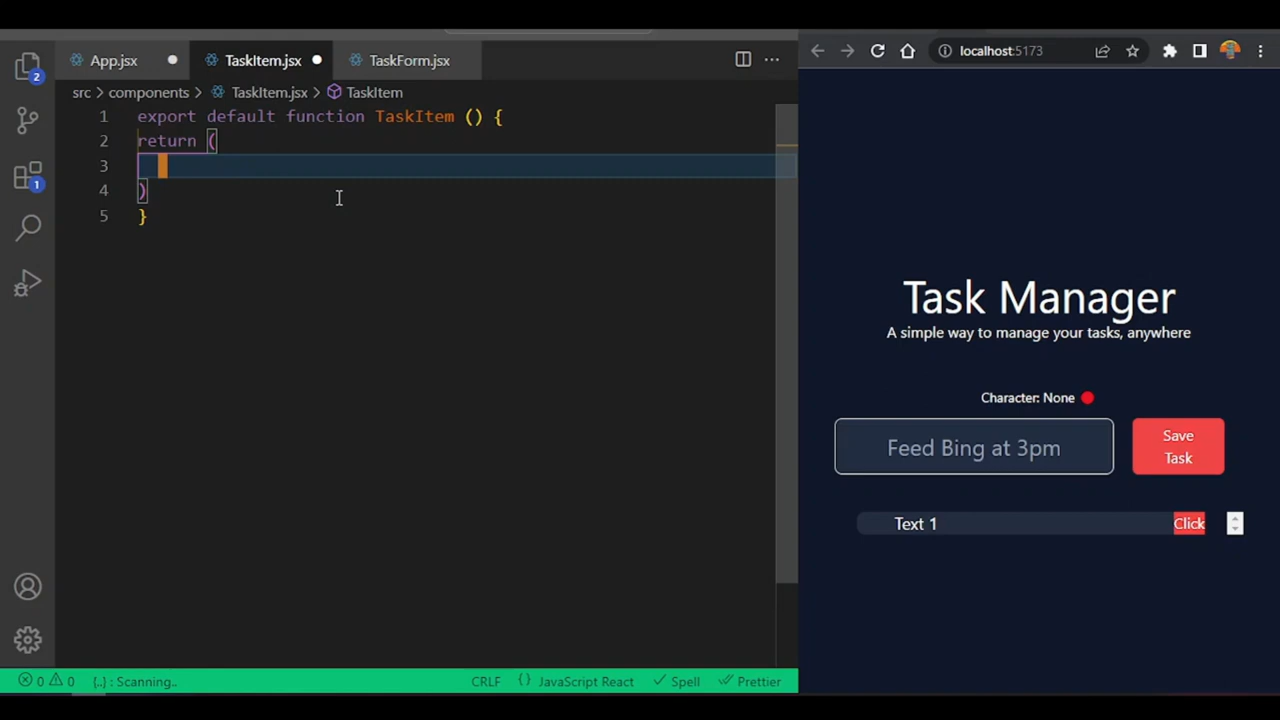 App.jsx
TaskItem.jsx
TaskForm.jsx
src > components > TaskItem.jsx > TaskItem
1 export default function TaskItem () {
2 return (
3
4 )
5 }
2
1
0 0 {..} : Scanning..
CRLF {} JavaScript React Spell Prettier
localhost:5173
Task Manager
A simple way to manage your tasks, anywhere
Character: None
Feed Bing at 3pm
Save
Task
Text 1
Click